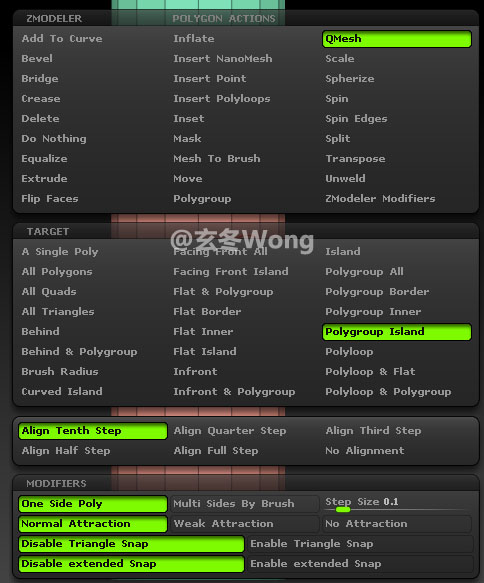 ZMODELER POLYGON ACTIONS
Add To Curve Inflate QMesh
Bevel Insert NanoMesh Scale
Bridge Insert Point Spherize
Crease Insert Polyloops Spin
Delete Inset Spin Edges
Do Nothing Mask Split
Equalize Mesh To Brush Transpose
Extrude Move Unweld
Flip Faces Polygroup ZModeler Modifiers
TARGET
@玄冬Wong
A Single Poly Facing Front All Island
All Polygons Facing Front Island Polygroup All
All Quads Flat & Polygroup Polygroup Border
All Triangles Flat Border Polygroup Inner
Behind Flat Inner Polygroup Island
Behind & Polygroup Flat Island Polyloop
Brush Radius Infront Polyloop & Flat
Curved Island Infront & Polygroup Polyloop & Polygroup
Align Tenth Step Align Quarter Step Align Third Step
Align Half Step Align Full Step No Alignment
MODIFIERS
One Side Poly Multi Sides By Brush Step Size 0.1
Normal Attraction Weak Attraction No Attraction
Disable Triangle Snap Enable Triangle Snap
Disable extended Snap Enable extended Snap